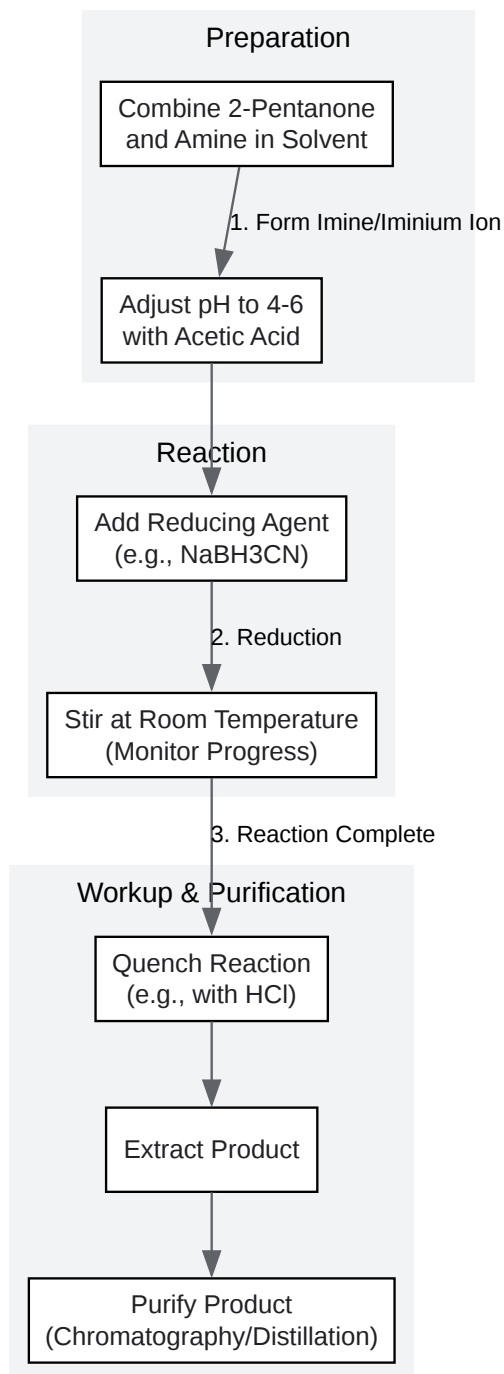 Preparation
Combine 2-Pentanone
and Amine in Solvent
1. Form Imine/Iminium Ion
Adjust pH to 4-6
with Acetic Acid
Reaction
Add Reducing Agent
(e.g., NaBH3CN)
2. Reduction
Stir at Room Temperature
(Monitor Progress)
3. Reaction Complete
Workup & Purification
Quench Reaction
(e.g., with HCl)
Extract Product
Purify Product
(Chromatography/Distillation)